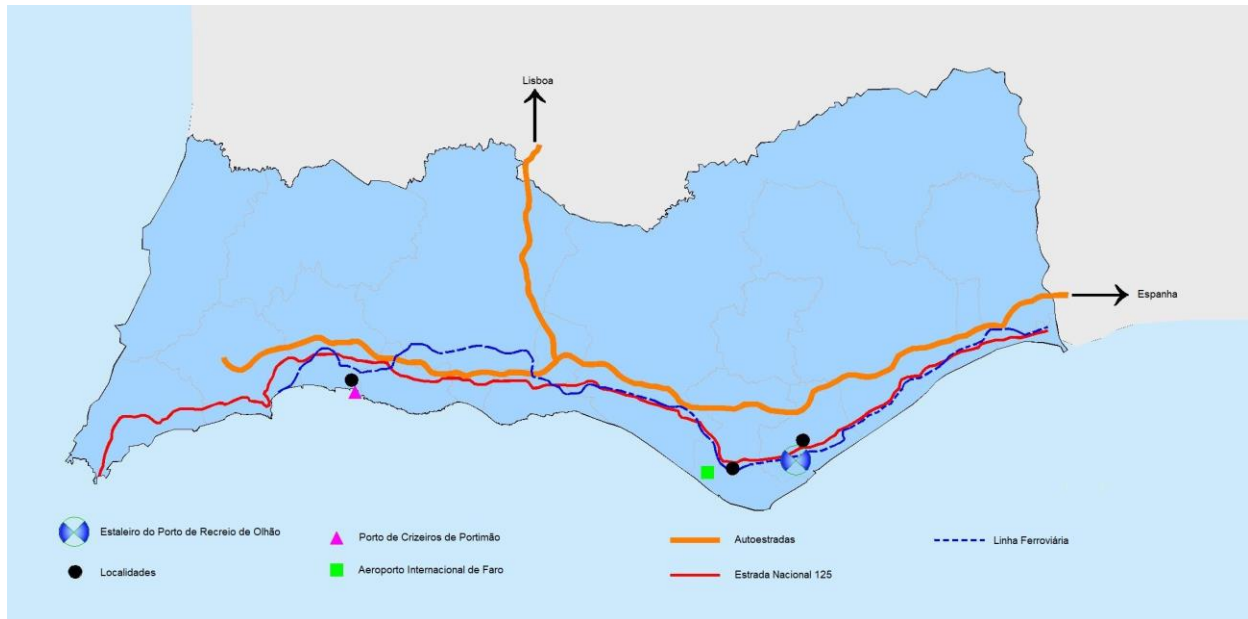 Lisboa
Espanha
Estaleiro do Porto de Recreio de Olhão
Porto de Crizeiros de Portimão
Autoestradas
Linha Ferroviária
Localidades
Aeroporto Internacional de Faro
Estrada Nacional 125